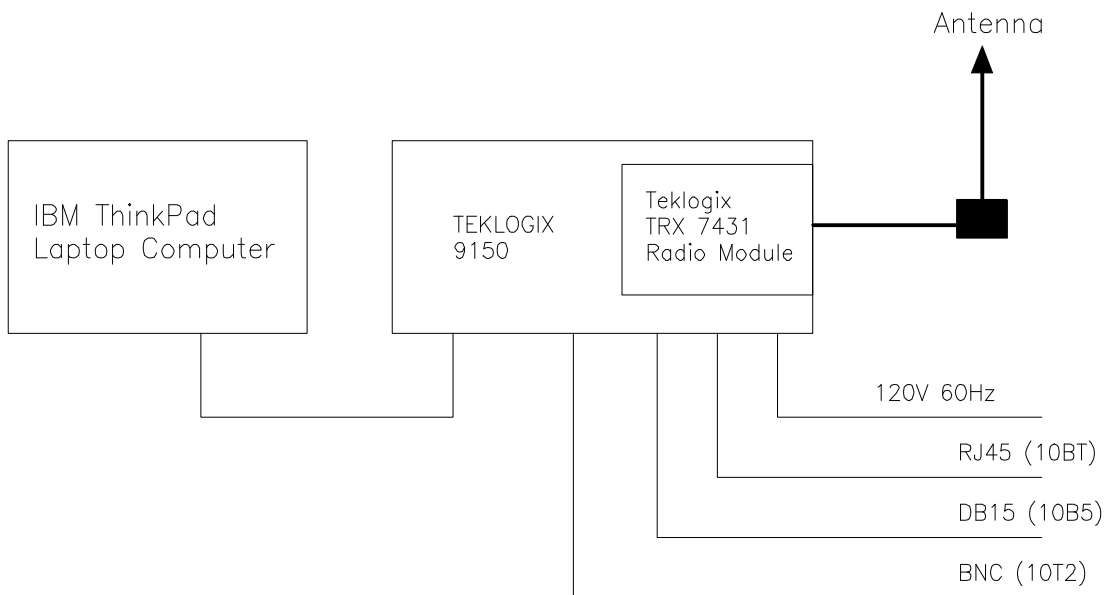 Antenna
IBM ThinkPad
Laptop Computer
TEKLOGIX
9150
Teklogix
TRX 7431
Radio Module
120V 60Hz
RJ45 (10BT)
DB15 (10B5)
BNC (10T2)